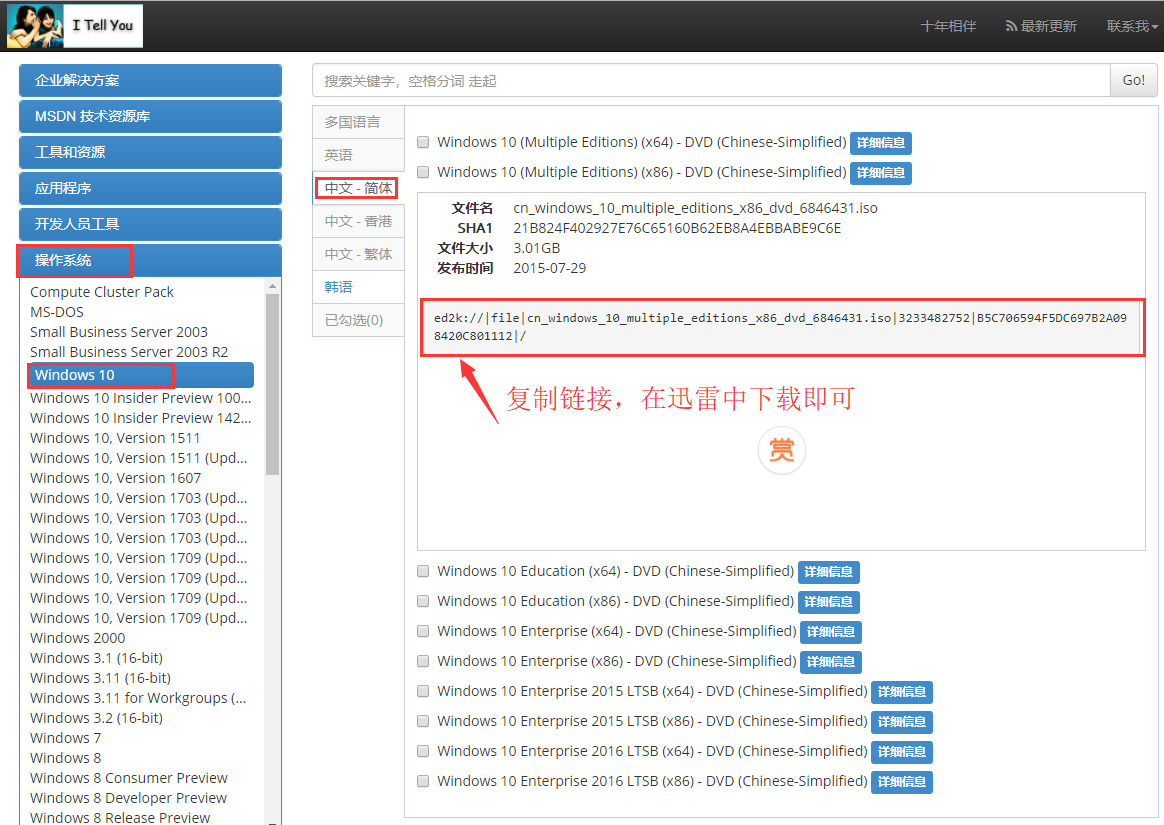 I Tell You
十年相伴
最新更新
联系我
企业解决方案
MSDN 技术资源库
工具和资源
应用程序
开发人员工具
操作系统
Compute Cluster Pack
MS-DOS
Small Business Server 2003
Small Business Server 2003 R2
Windows 10
Windows 10 Insider Preview 100...
Windows 10 Insider Preview 142...
Windows 10, Version 1511
Windows 10, Version 1511 (Upd...
Windows 10, Version 1607
Windows 10, Version 1703 (Upd...
Windows 10, Version 1703 (Upd...
Windows 10, Version 1703 (Upd...
Windows 10, Version 1709 (Upd...
Windows 10, Version 1709 (Upd...
Windows 10, Version 1709 (Upd...
Windows 10, Version 1709 (Upd...
Windows 2000
Windows 3.1 (16-bit)
Windows 3.11 (16-bit)
Windows 3.11 for Workgroups (...
Windows 3.2 (16-bit)
Windows 7
Windows 8
Windows 8 Consumer Preview
Windows 8 Developer Preview
Windows 8 Release Preview
搜索关键字，空格分词 走起
Go!
多国语言
英语
中文 - 简体
中文 - 香港
中文 - 繁体
韩语
已勾选(0)
Windows 10 (Multiple Editions) (x64) - DVD (Chinese-Simplified) 详细信息
Windows 10 (Multiple Editions) (x86) - DVD (Chinese-Simplified) 详细信息
文件名 cn_windows_10_multiple_editions_x86_dvd_6846431.iso
SHA1 21B824F402927E76C65160B62EB8A4EBBABE9C6E
文件大小 3.01GB
发布时间 2015-07-29
ed2k://|file|cn_windows_10_multiple_editions_x86_dvd_6846431.iso|3233482752|B5C706594F5DC697B2A09
8420C801112|/
复制链接，在迅雷中下载即可
赏
Windows 10 Education (x64) - DVD (Chinese-Simplified) 详细信息
Windows 10 Education (x86) - DVD (Chinese-Simplified) 详细信息
Windows 10 Enterprise (x64) - DVD (Chinese-Simplified) 详细信息
Windows 10 Enterprise (x86) - DVD (Chinese-Simplified) 详细信息
Windows 10 Enterprise 2015 LTSB (x64) - DVD (Chinese-Simplified) 详细信息
Windows 10 Enterprise 2015 LTSB (x86) - DVD (Chinese-Simplified) 详细信息
Windows 10 Enterprise 2016 LTSB (x64) - DVD (Chinese-Simplified) 详细信息
Windows 10 Enterprise 2016 LTSB (x86) - DVD (Chinese-Simplified) 详细信息